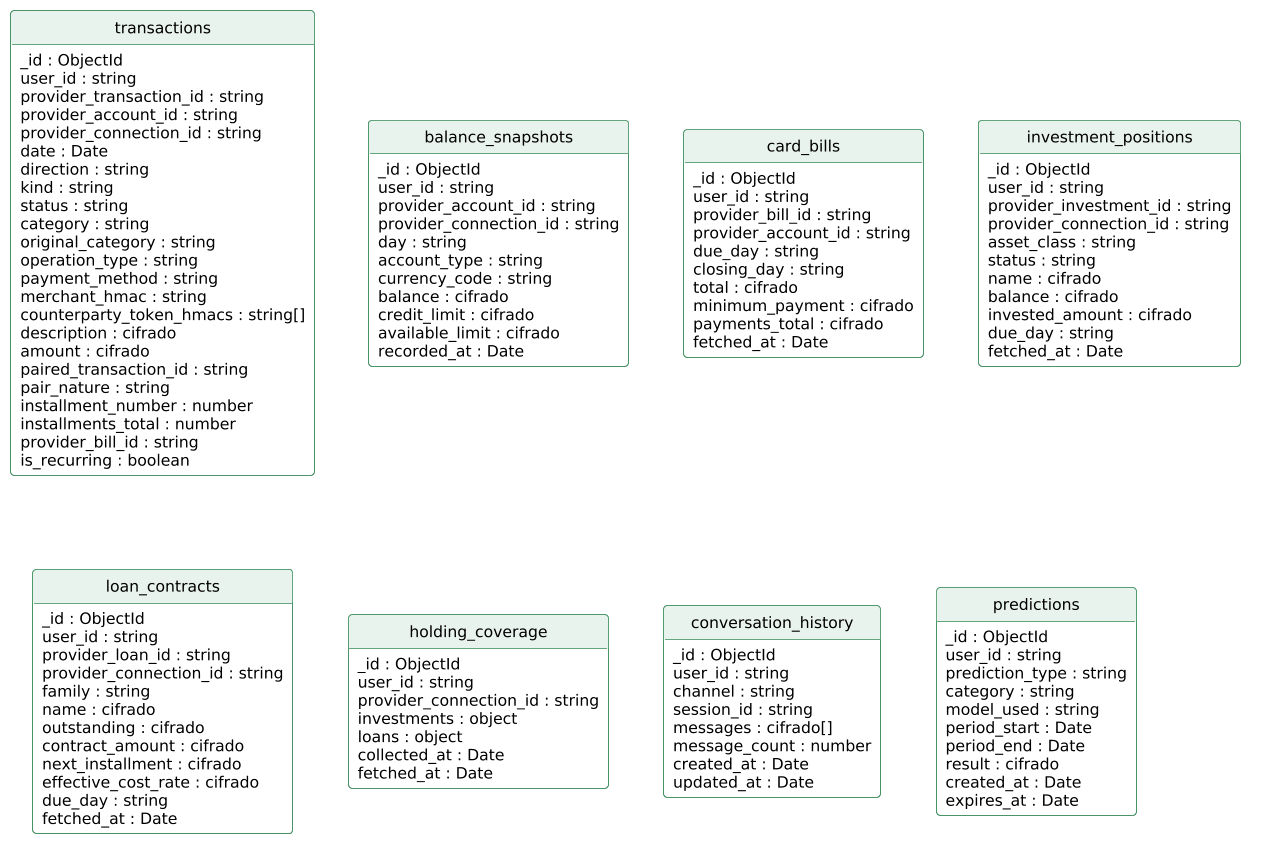 transactions
_id : ObjectId
user_id : string
provider_transaction_id : string
provider_account_id : string
provider_connection_id : string
date : Date
direction : string
kind : string
status : string
category : string
original_category : string
operation_type : string
payment_method : string
merchant_hmac : string
counterparty_token_hmacs : string[]
description : cifrado
amount : cifrado
paired_transaction_id : string
pair_nature : string
installment_number : number
installments_total : number
provider_bill_id : string
is_recurring : boolean
balance_snapshots
_id : ObjectId
user_id : string
provider_account_id : string
provider_connection_id : string
day : string
account_type : string
currency_code : string
balance : cifrado
credit_limit : cifrado
available_limit : cifrado
recorded_at : Date
card_bills
_id : ObjectId
user_id : string
provider_bill_id : string
provider_account_id : string
due_day : string
closing_day : string
total : cifrado
minimum_payment : cifrado
payments_total : cifrado
fetched_at : Date
investment_positions
_id : ObjectId
user_id : string
provider_investment_id : string
provider_connection_id : string
asset_class : string
status : string
name : cifrado
balance : cifrado
invested_amount : cifrado
due_day : string
fetched_at : Date
loan_contracts
_id : ObjectId
user_id : string
provider_loan_id : string
provider_connection_id : string
family : string
name : cifrado
outstanding : cifrado
contract_amount : cifrado
next_installment : cifrado
effective_cost_rate : cifrado
due_day : string
fetched_at : Date
holding_coverage
_id : ObjectId
user_id : string
provider_connection_id : string
investments : object
loans : object
collected_at : Date
fetched_at : Date
conversation_history
_id : ObjectId
user_id : string
channel : string
session_id : string
messages : cifrado[]
message_count : number
created_at : Date
updated_at : Date
predictions
_id : ObjectId
user_id : string
prediction_type : string
category : string
model_used : string
period_start : Date
period_end : Date
result : cifrado
created_at : Date
expires_at : Date